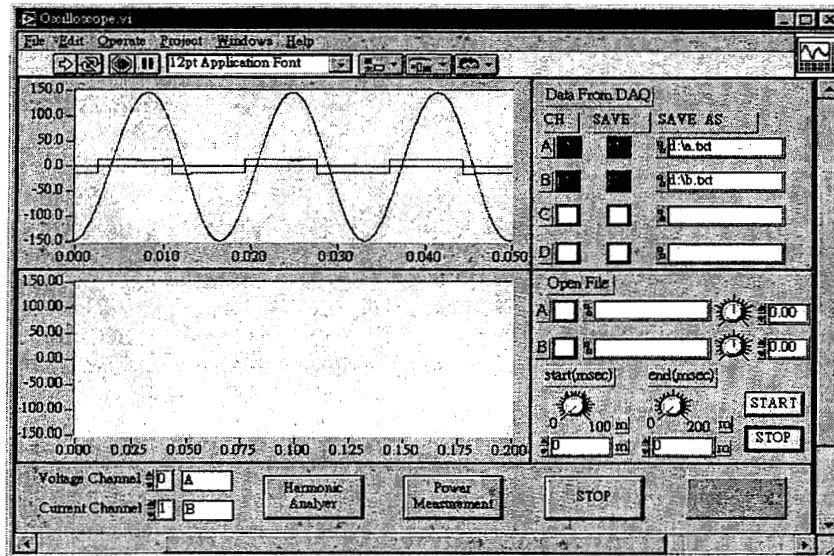 Oscilloscope.vi
File Edit Operate Project Windows Help
12pt Application Font
150.0
100.0
50.0
0.0
-50.0
-100.0
-150.0
0.000 0.010 0.020 0.030 0.040 0.050
Data From DAQ
CH SAVE SAVE AS
A d:\a.txt
B d:\b.txt
C
D
150.00
100.00
50.00
0.00
-50.00
-100.00
-150.00
0.000 0.025 0.050 0.075 0.100 0.125 0.150 0.175 0.200
Open File
A 0.00
B 0.00
start(msec) end(msec)
0 100 m 0 200 m
0 m 0 m
START
STOP
Voltage Channel 0 A
Current Channel 1 B
Harmonic
Analyer
Power
Measurement
STOP